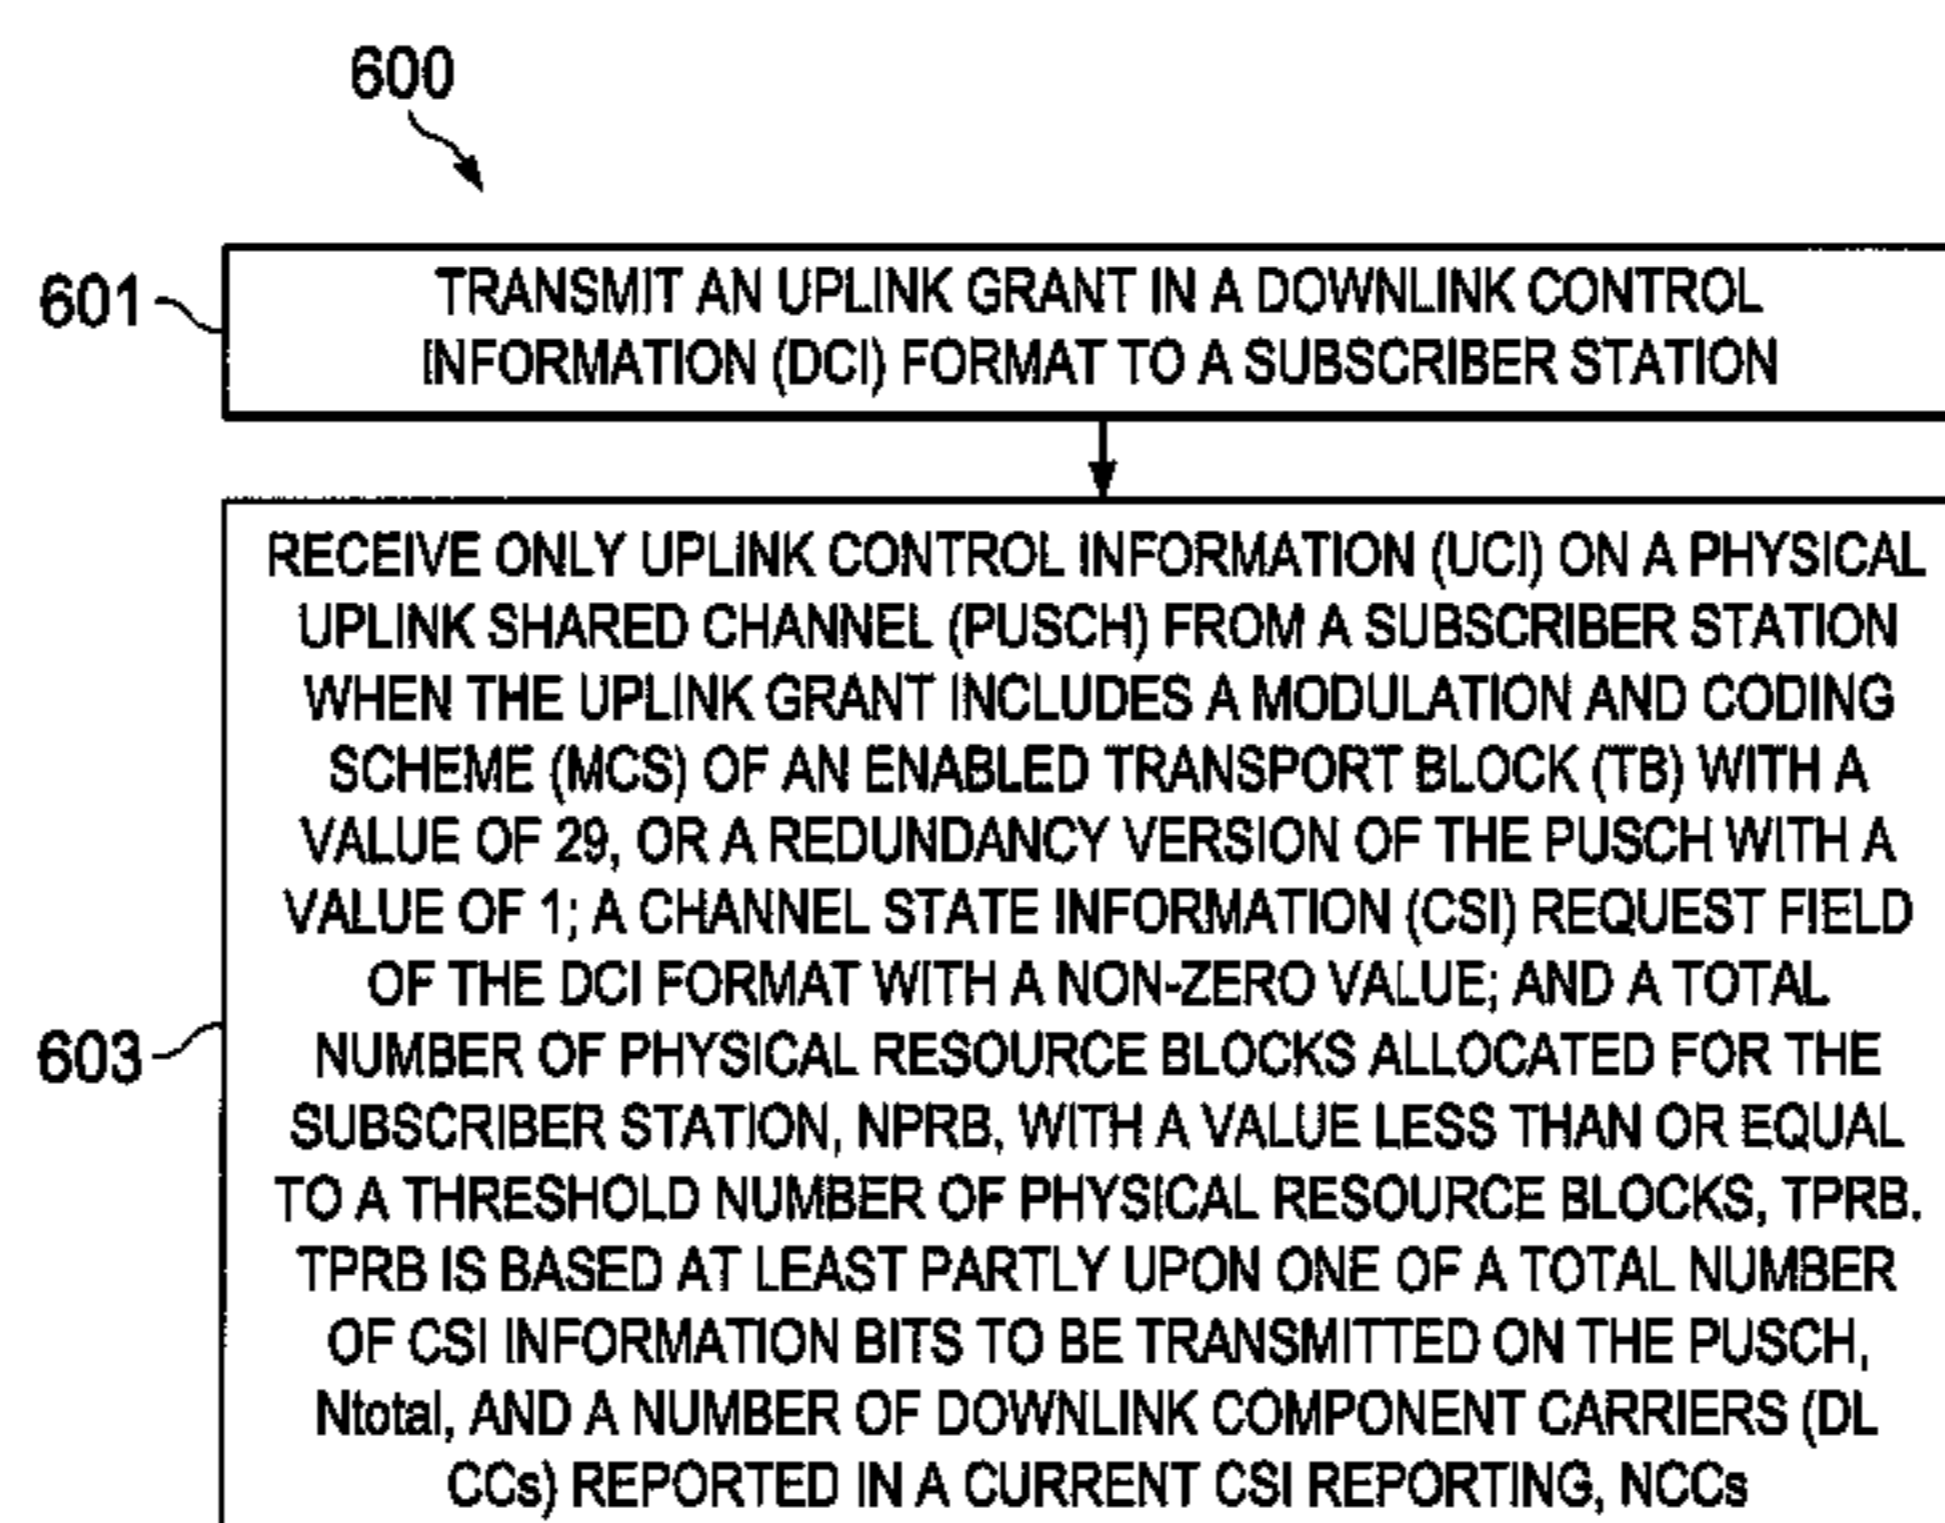 600
601
TRANSMIT AN UPLINK GRANT IN A DOWNLINK CONTROL
INFORMATION (DCI) FORMAT TO A SUBSCRIBER STATION
RECEIVE ONLY UPLINK CONTROL INFORMATION (UCI) ON A PHYSICAL
UPLINK SHARED CHANNEL (PUSCH) FROM A SUBSCRIBER STATION
WHEN THE UPLINK GRANT INCLUDES A MODULATION AND CODING
SCHEME (MCS) OF AN ENABLED TRANSPORT BLOCK (TB) WITH A
VALUE OF 29, OR A REDUNDANCY VERSION OF THE PUSCH WITH A
VALUE OF 1; A CHANNEL STATE INFORMATION (CSI) REQUEST FIELD
OF THE DCI FORMAT WITH A NON-ZERO VALUE; AND A TOTAL
603
NUMBER OF PHYSICAL RESOURCE BLOCKS ALLOCATED FOR THE
SUBSCRIBER STATION, NPRB, WITH A VALUE LESS THAN OR EQUAL
TO A THRESHOLD NUMBER OF PHYSICAL RESOURCE BLOCKS, TPRB.
TPRB IS BASED AT LEAST PARTLY UPON ONE OF A TOTAL NUMBER
OF CSI INFORMATION BITS TO BE TRANSMITTED ON THE PUSCH,
Ntotal, AND A NUMBER OF DOWNLINK COMPONENT CARRIERS (DL
CCs) REPORTED IN A CURRENT CSI REPORTING, NCCs